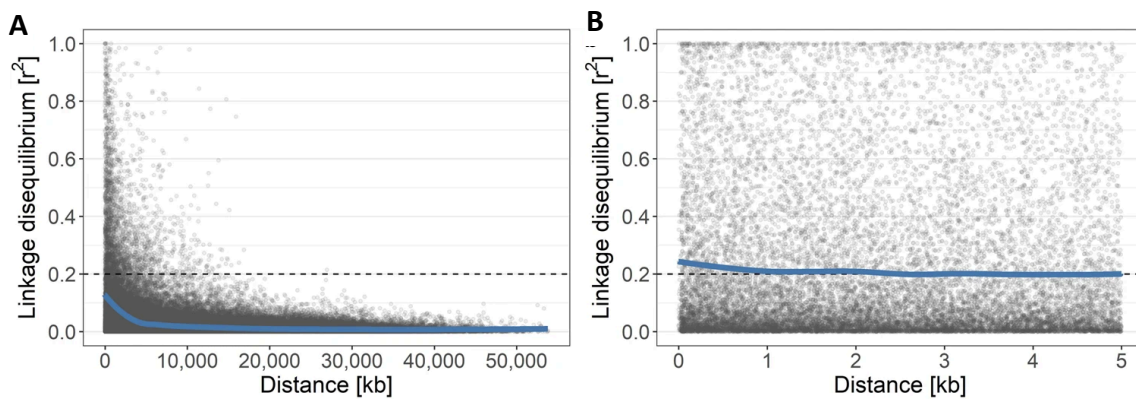 A
Linkage disequilibrium [r²]
1.0
0.8
0.6
0.4
0.2
0.0
0 10,000 20,000 30,000 40,000 50,000
Distance [kb]
B
--
Linkage disequilibrium [r²]
1.0
0.8
0.6
0.4
0.2
0.0
0 1 2 3 4 5
Distance [kb]